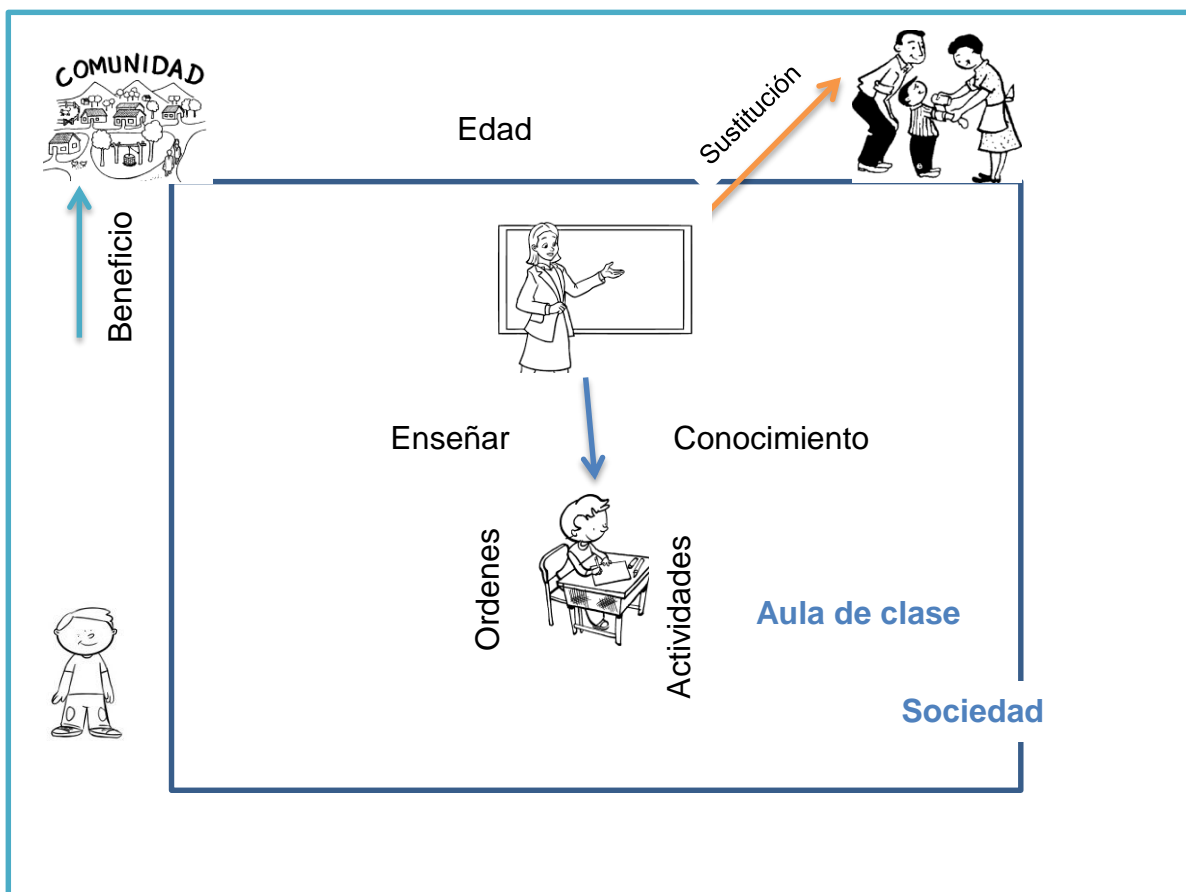 COMUNIDAD
Edad
Sustitución
Beneficio
Enseñar
Conocimiento
Ordenes
Actividades
Aula de clase
Sociedad